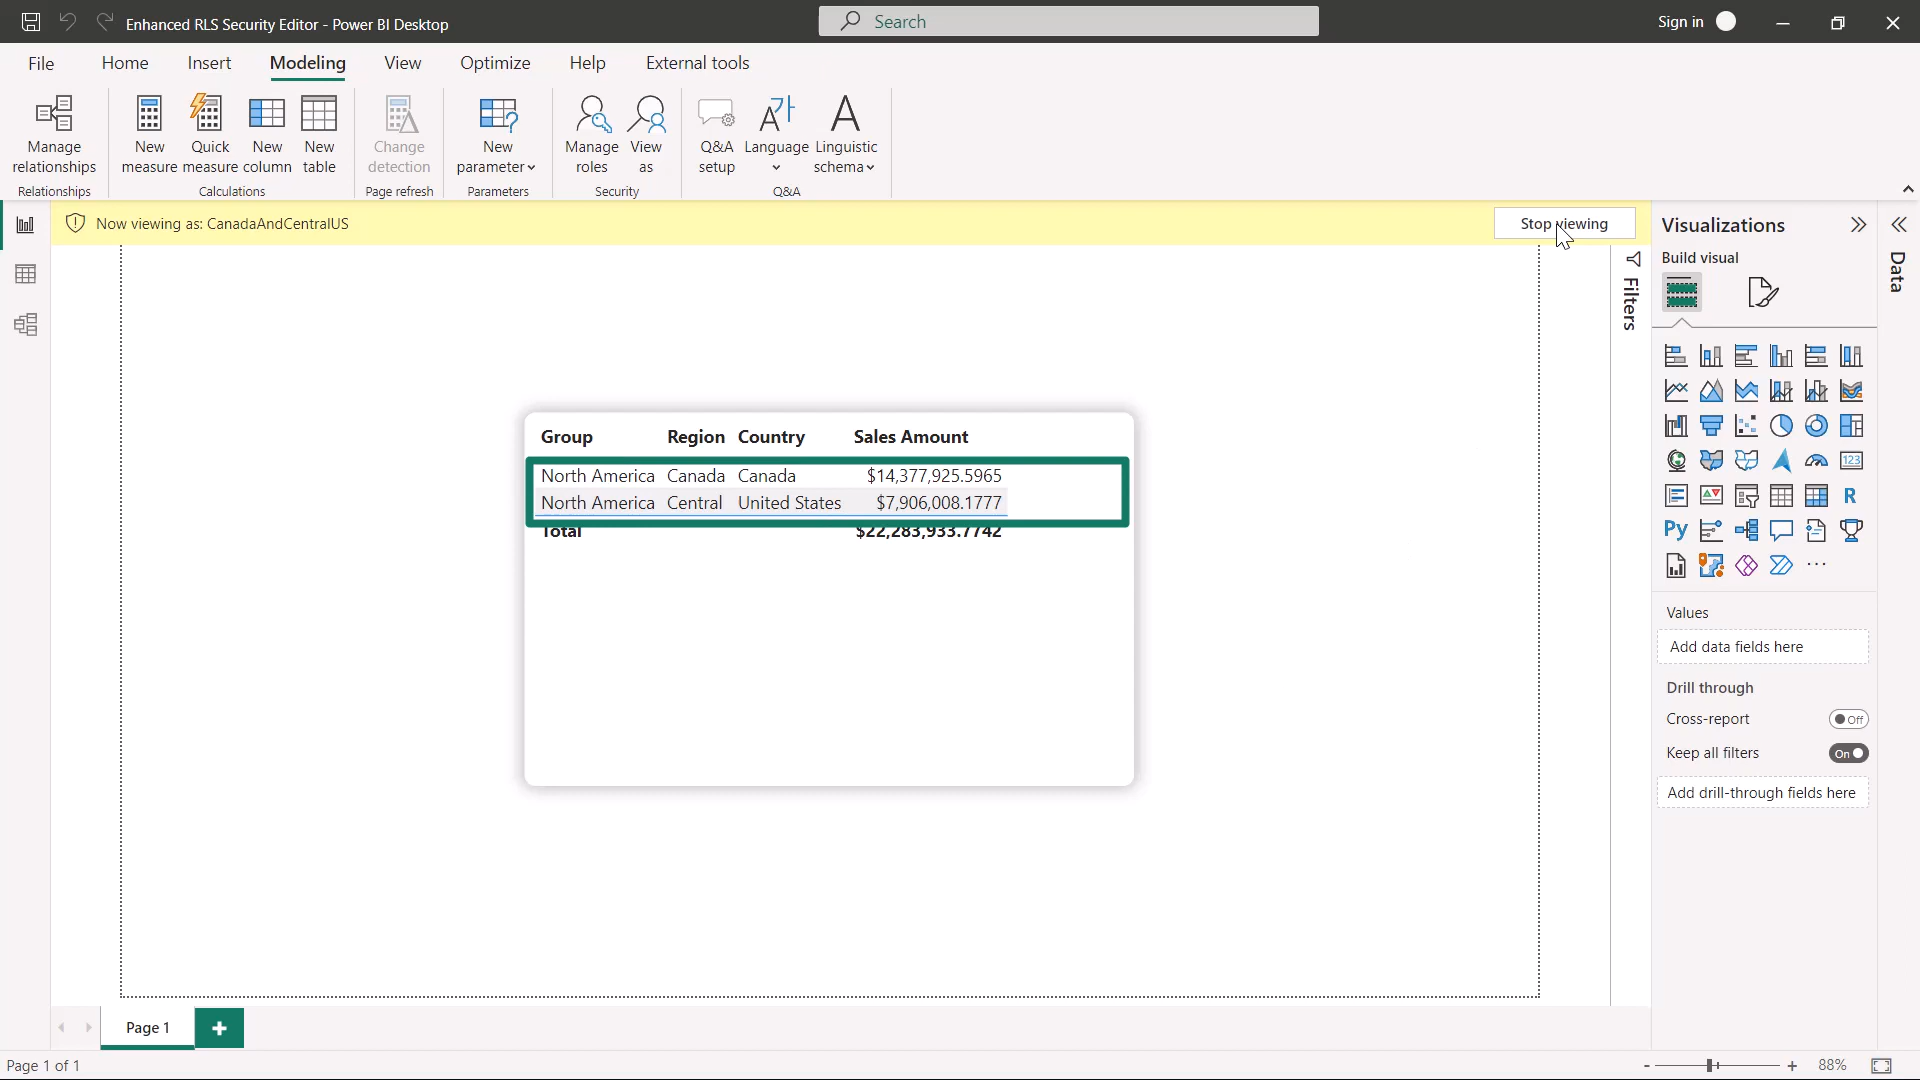 Enhanced RLS Security Editor - Power BI Desktop
Search
Sign in
File Home Insert Modeling View Optimize Help External tools
Manage relationships
New measure
Quick measure
New column
New table
Change detection
New parameter
Manage roles
View as
Q&A setup
Language
Linguistic schema
Relationships Calculations Page refresh Parameters Security Q&A
Now viewing as: CanadaAndCentralUS
Stop viewing
Group Region Country Sales Amount
North America Canada Canada $14,377,925.5965
North America Central United States $7,906,008.1777
Total $22,283,933.7742
Filters
Visualizations
Build visual
123
R
Py
...
Values
Add data fields here
Drill through
Cross-report Off
Keep all filters On
Add drill-through fields here
Data
Page 1
+
Page 1 of 1
- + 88%